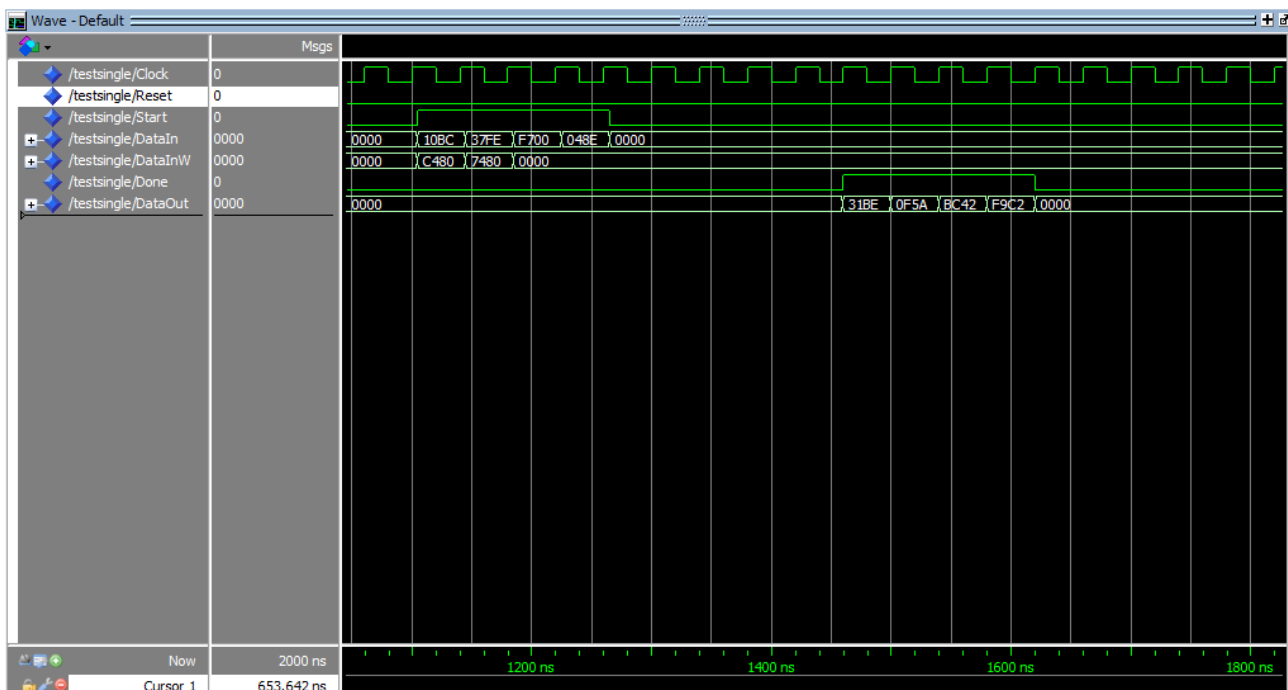 Wave - Default
Msgs
/testsingle/Clock 0
/testsingle/Reset 0
/testsingle/Start 0
/testsingle/DataIn 0000 0000 10BC 37FE F700 048E 0000
/testsingle/DataInW 0000 0000 C480 7480 0000
/testsingle/Done 0
/testsingle/DataOut 0000 0000 31BE 0F5A BC42 F9C2 0000
Now 2000 ns 1200 ns 1400 ns 1600 ns 1800 ns
Cursor 1 653.642 ns